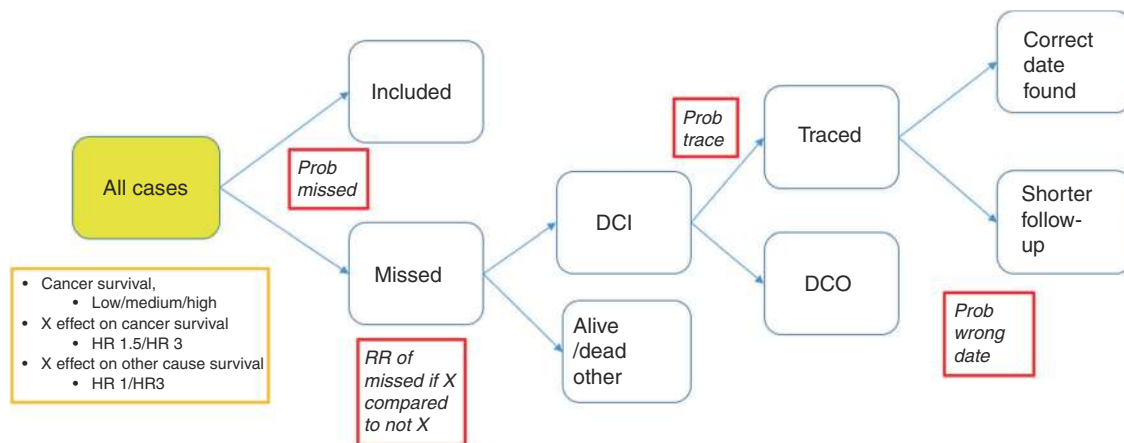 All cases
• Cancer survival,
• Low/medium/high
• X effect on cancer survival
• HR 1.5/HR 3
• X effect on other cause survival
• HR 1/HR3
Included
Prob
missed
Missed
RR of
missed if X
compared
to not X
DCI
Alive
/dead
other
Prob
trace
Traced
DCO
Correct
date
found
Shorter
follow-
up
Prob
wrong
date